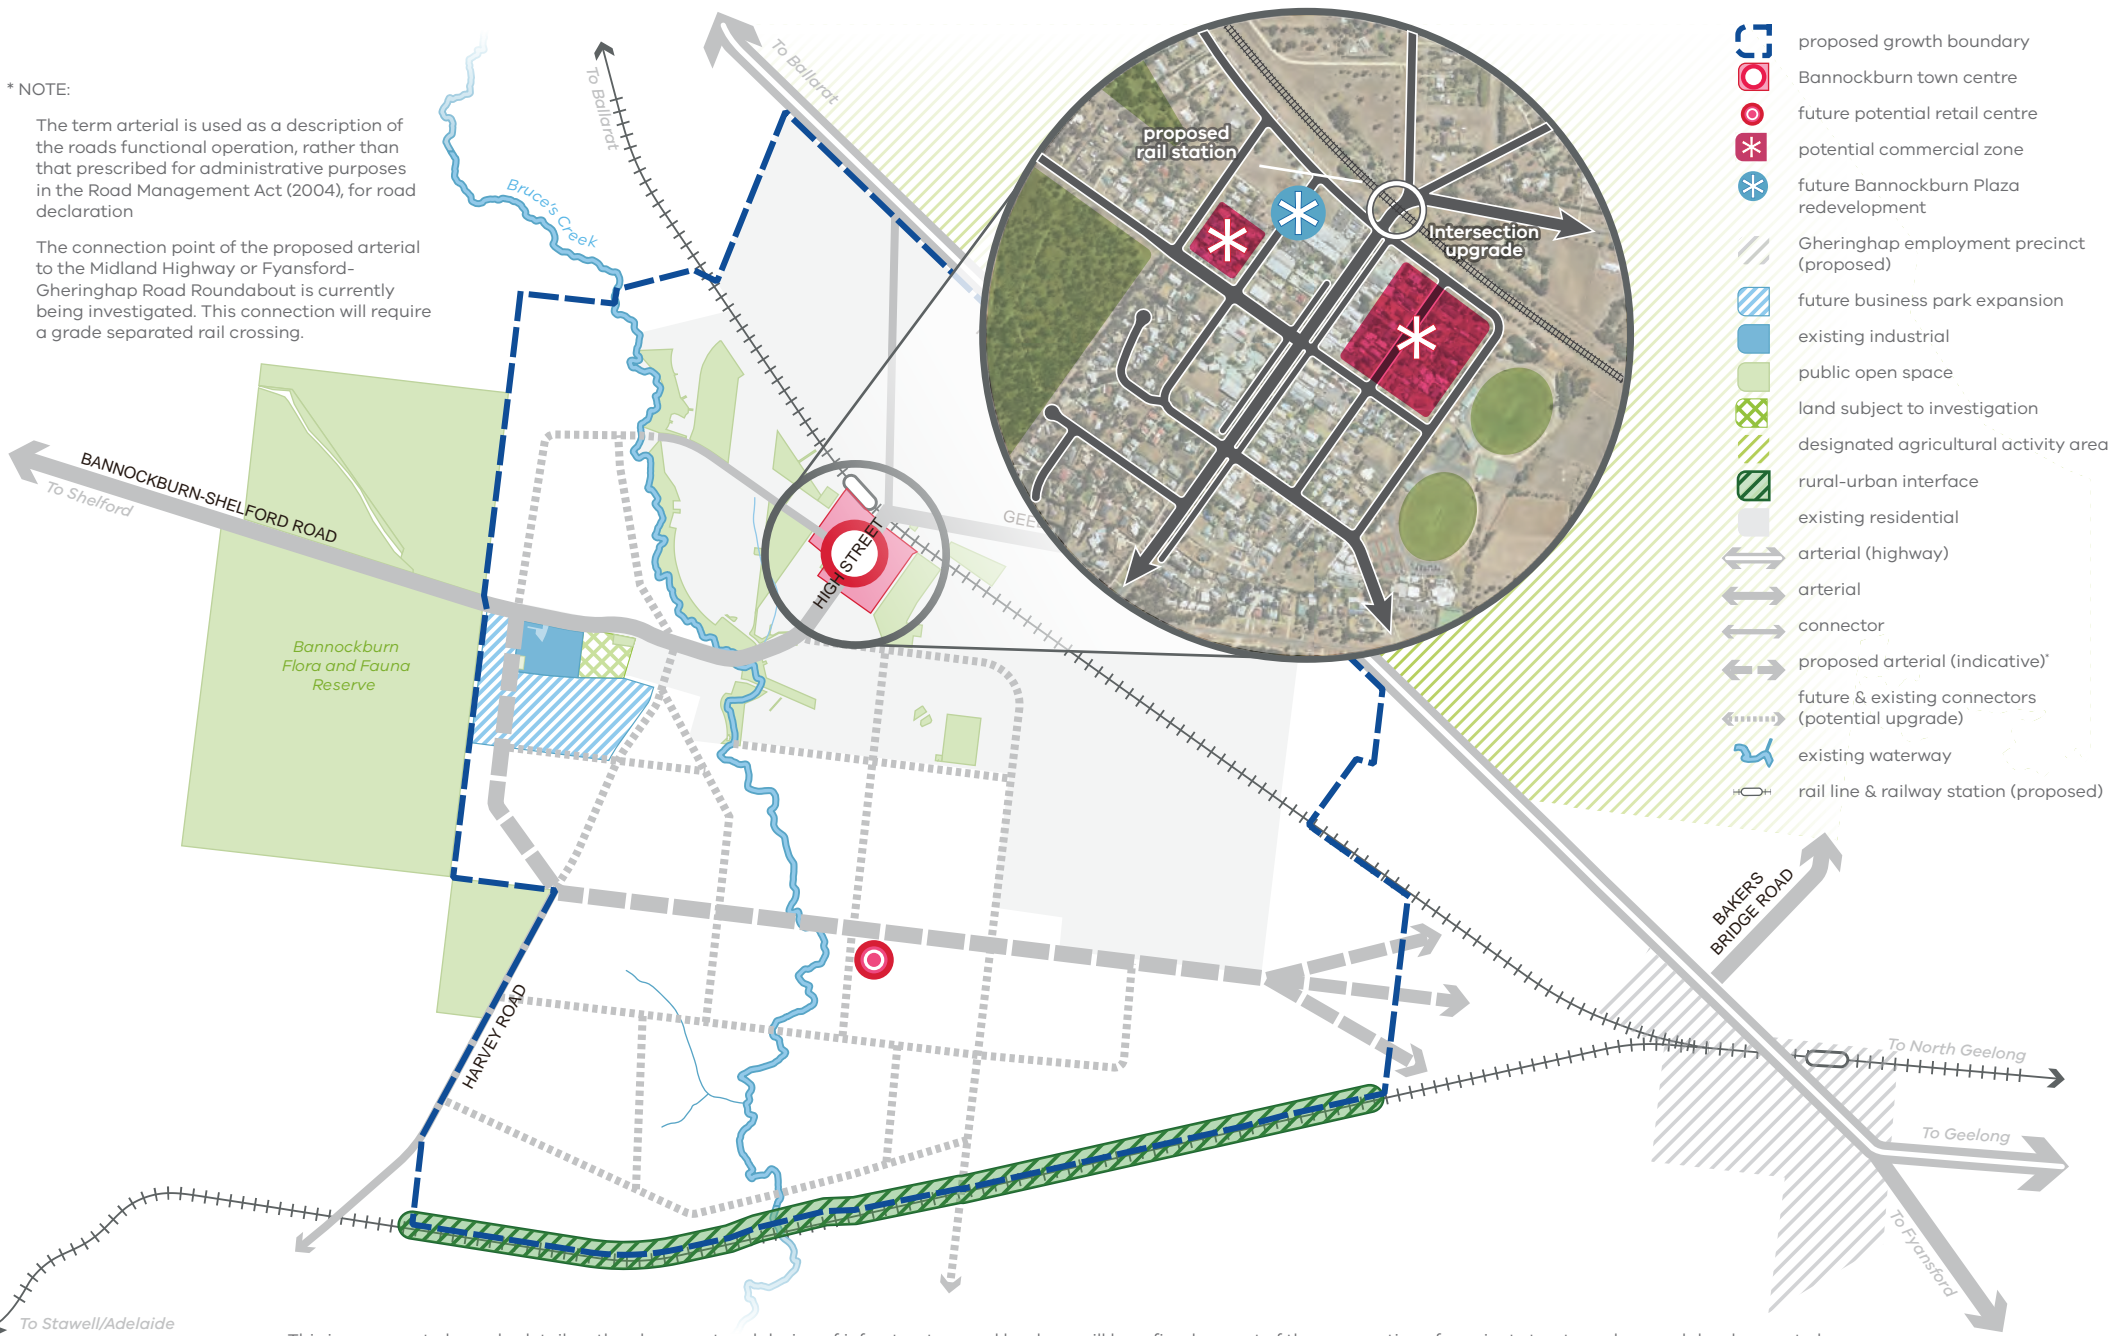 * NOTE:
The term arterial is used as a description of
the roads functional operation, rather than
that prescribed for administrative purposes
in the Road Management Act (2004), for road
declaration
The connection point of the proposed arterial
to the Midland Highway or Fyansford-
Gheringhap Road Roundabout is currently
being investigated. This connection will require
a grade separated rail crossing.
To Ballarat
To Ballarat
Bruce's Creek
BANNOCKBURN-SHELFORD ROAD
To Shelford
Bannockburn
Flora and Fauna
Reserve
HIGH STREET
proposed
rail station
Intersection
upgrade
HARVEY ROAD
BAKERS
BRIDGE ROAD
To North Geelong
To Geelong
To Fyansford
To Stawell/Adelaide
proposed growth boundary
Bannockburn town centre
future potential retail centre
potential commercial zone
future Bannockburn Plaza
redevelopment
Gheringhap employment precinct
(proposed)
future business park expansion
existing industrial
public open space
land subject to investigation
designated agricultural activity area
rural-urban interface
existing residential
arterial (highway)
arterial
connector
proposed arterial (indicative)*
future & existing connectors
(potential upgrade)
existing waterway
rail line & railway station (proposed)